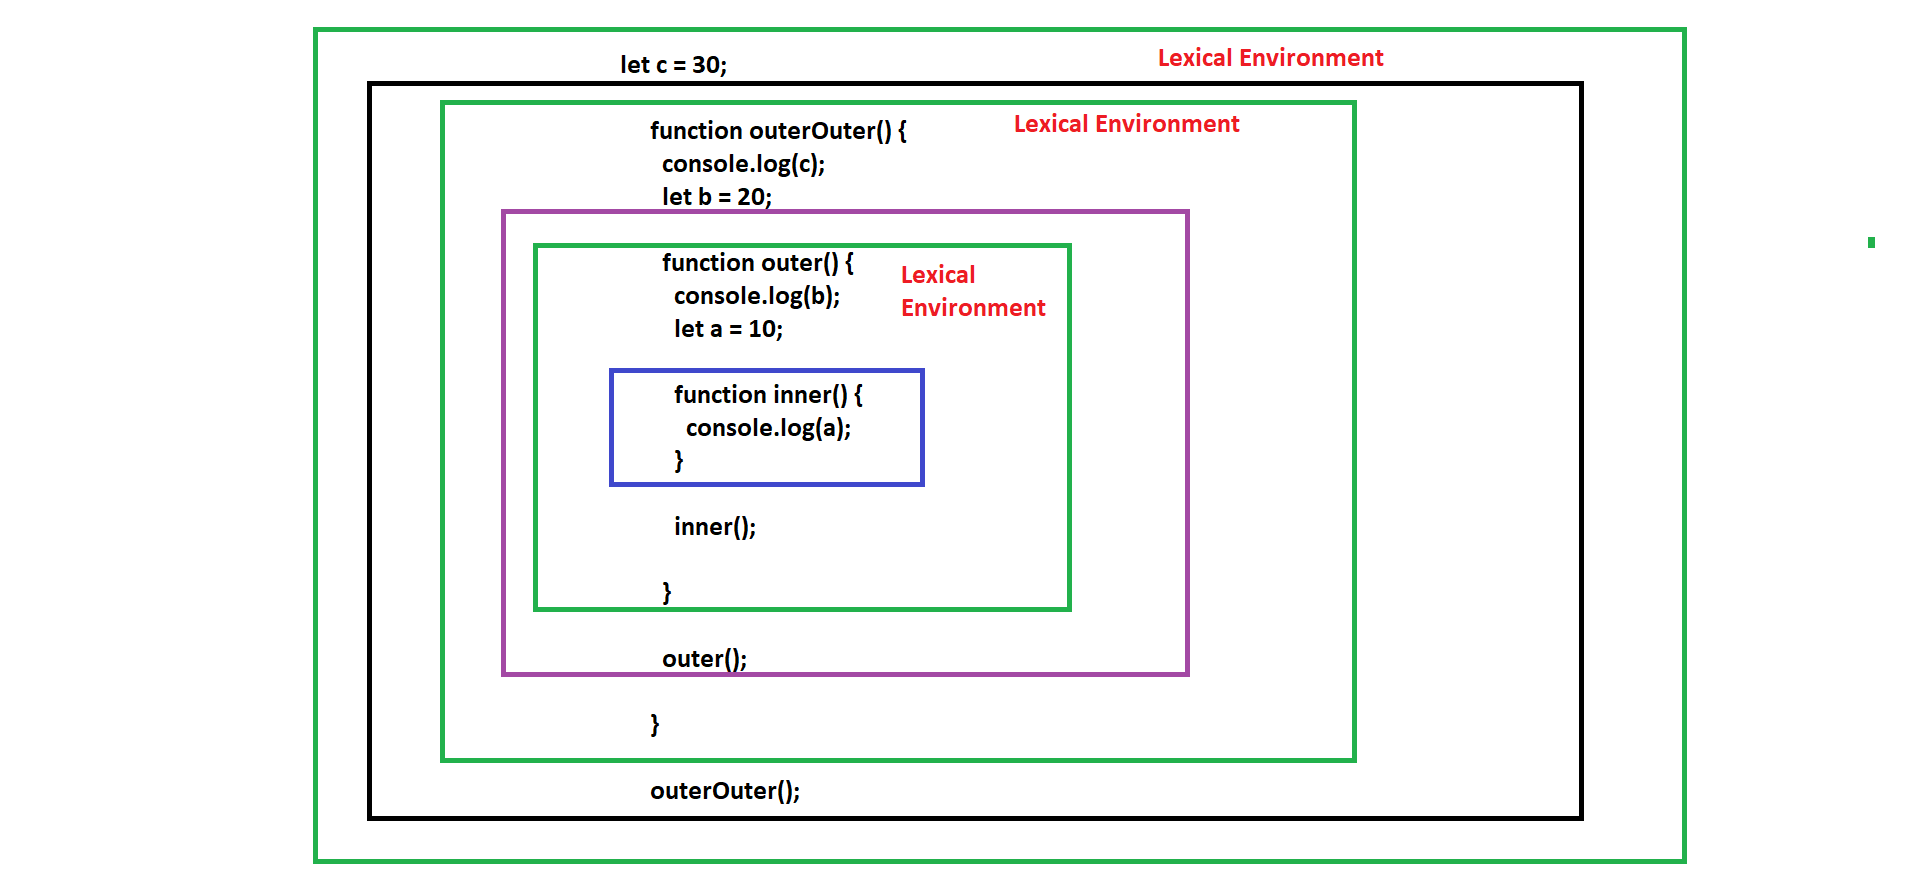 let c = 30;
Lexical Environment
function outerOuter() {
Lexical Environment
console.log(c);
let b = 20;
function outer() {
Lexical
Environment
console.log(b);
let a = 10;
function inner() {
console.log(a);
}
inner();
}
outer();
}
outerOuter();